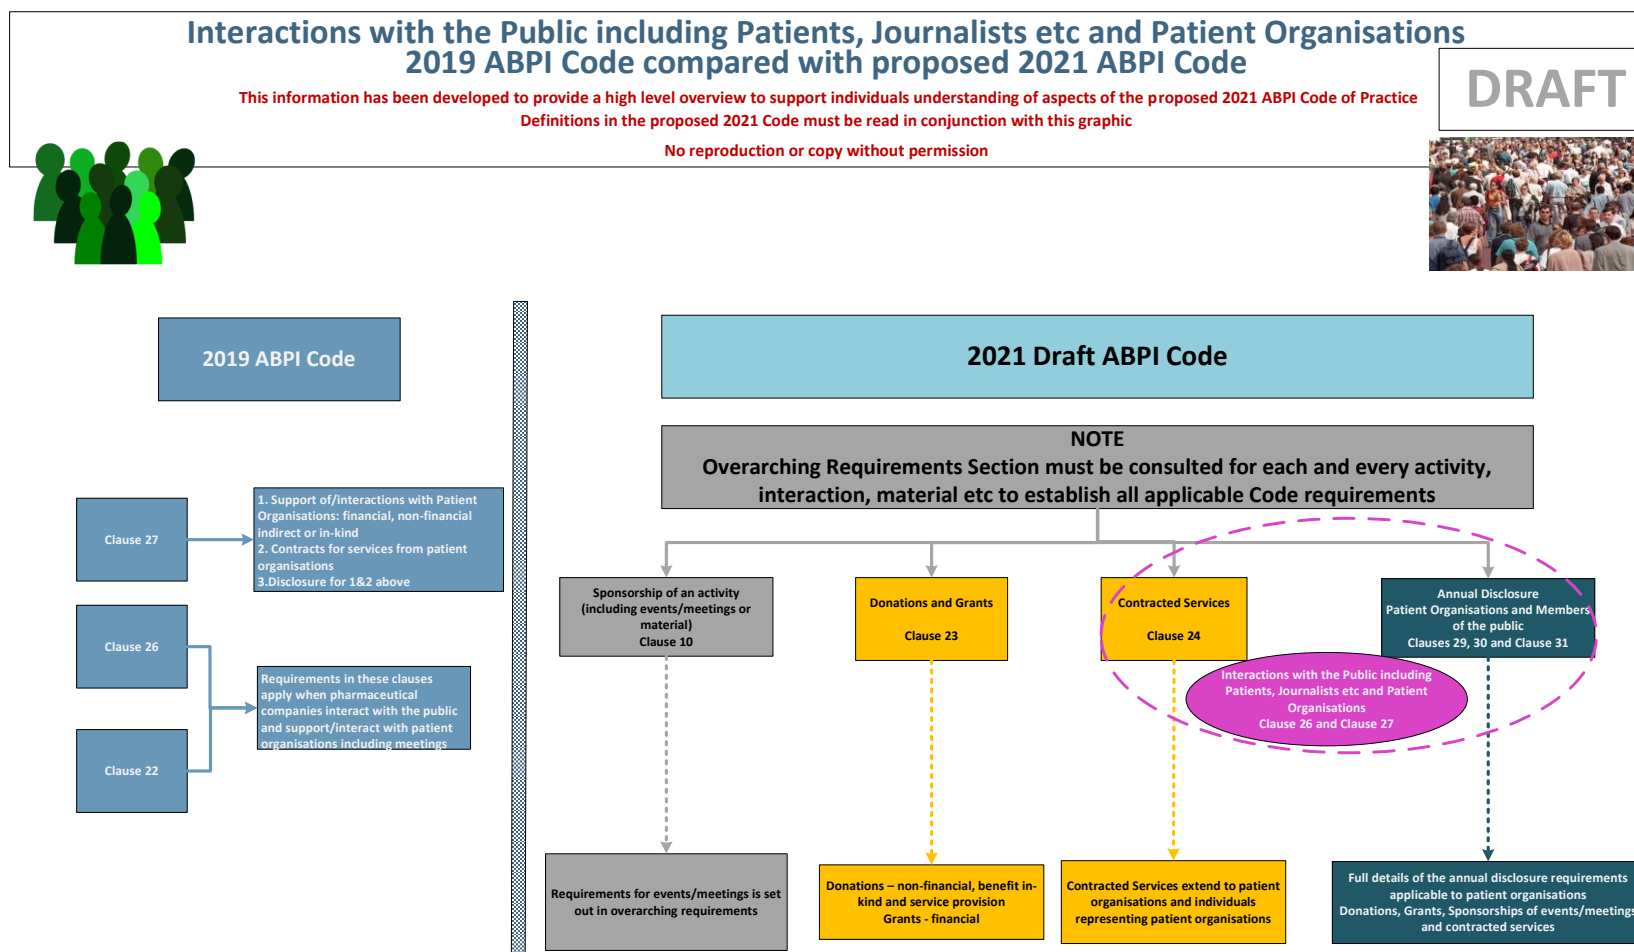 Interactions with the Public including Patients, Journalists etc and Patient Organisations
2019 ABPI Code compared with proposed 2021 ABPI Code
This information has been developed to provide a high level overview to support individuals understanding of aspects of the proposed 2021 ABPI Code of Practice
Definitions in the proposed 2021 Code must be read in conjunction with this graphic
No reproduction or copy without permission
DRAFT
2019 ABPI Code
Clause 27
1. Support of/interactions with Patient
Organisations: financial, non-financial
indirect or in-kind
2. Contracts for services from patient
organisations
3.Disclosure for 1&2 above
Clause 26
Clause 22
Requirements in these clauses
apply when pharmaceutical
companies interact with the public
and support/interact with patient
organisations including meetings
2021 Draft ABPI Code
NOTE
Overarching Requirements Section must be consulted for each and every activity,
interaction, material etc to establish all applicable Code requirements
Sponsorship of an activity
(including events/meetings or
material)
Clause 10
Donations and Grants
Clause 23
Contracted Services
Clause 24
Annual Disclosure
Patient Organisations and Members
of the public
Clauses 29, 30 and Clause 31
Interactions with the Public including
Patients, Journalists etc and Patient
Organisations
Clause 26 and Clause 27
Requirements for events/meetings is set
out in overarching requirements
Donations – non-financial, benefit in-
kind and service provision
Grants - financial
Contracted Services extend to patient
organisations and individuals
representing patient organisations
Full details of the annual disclosure requirements
applicable to patient organisations
Donations, Grants, Sponsorships of events/meetings
and contracted services